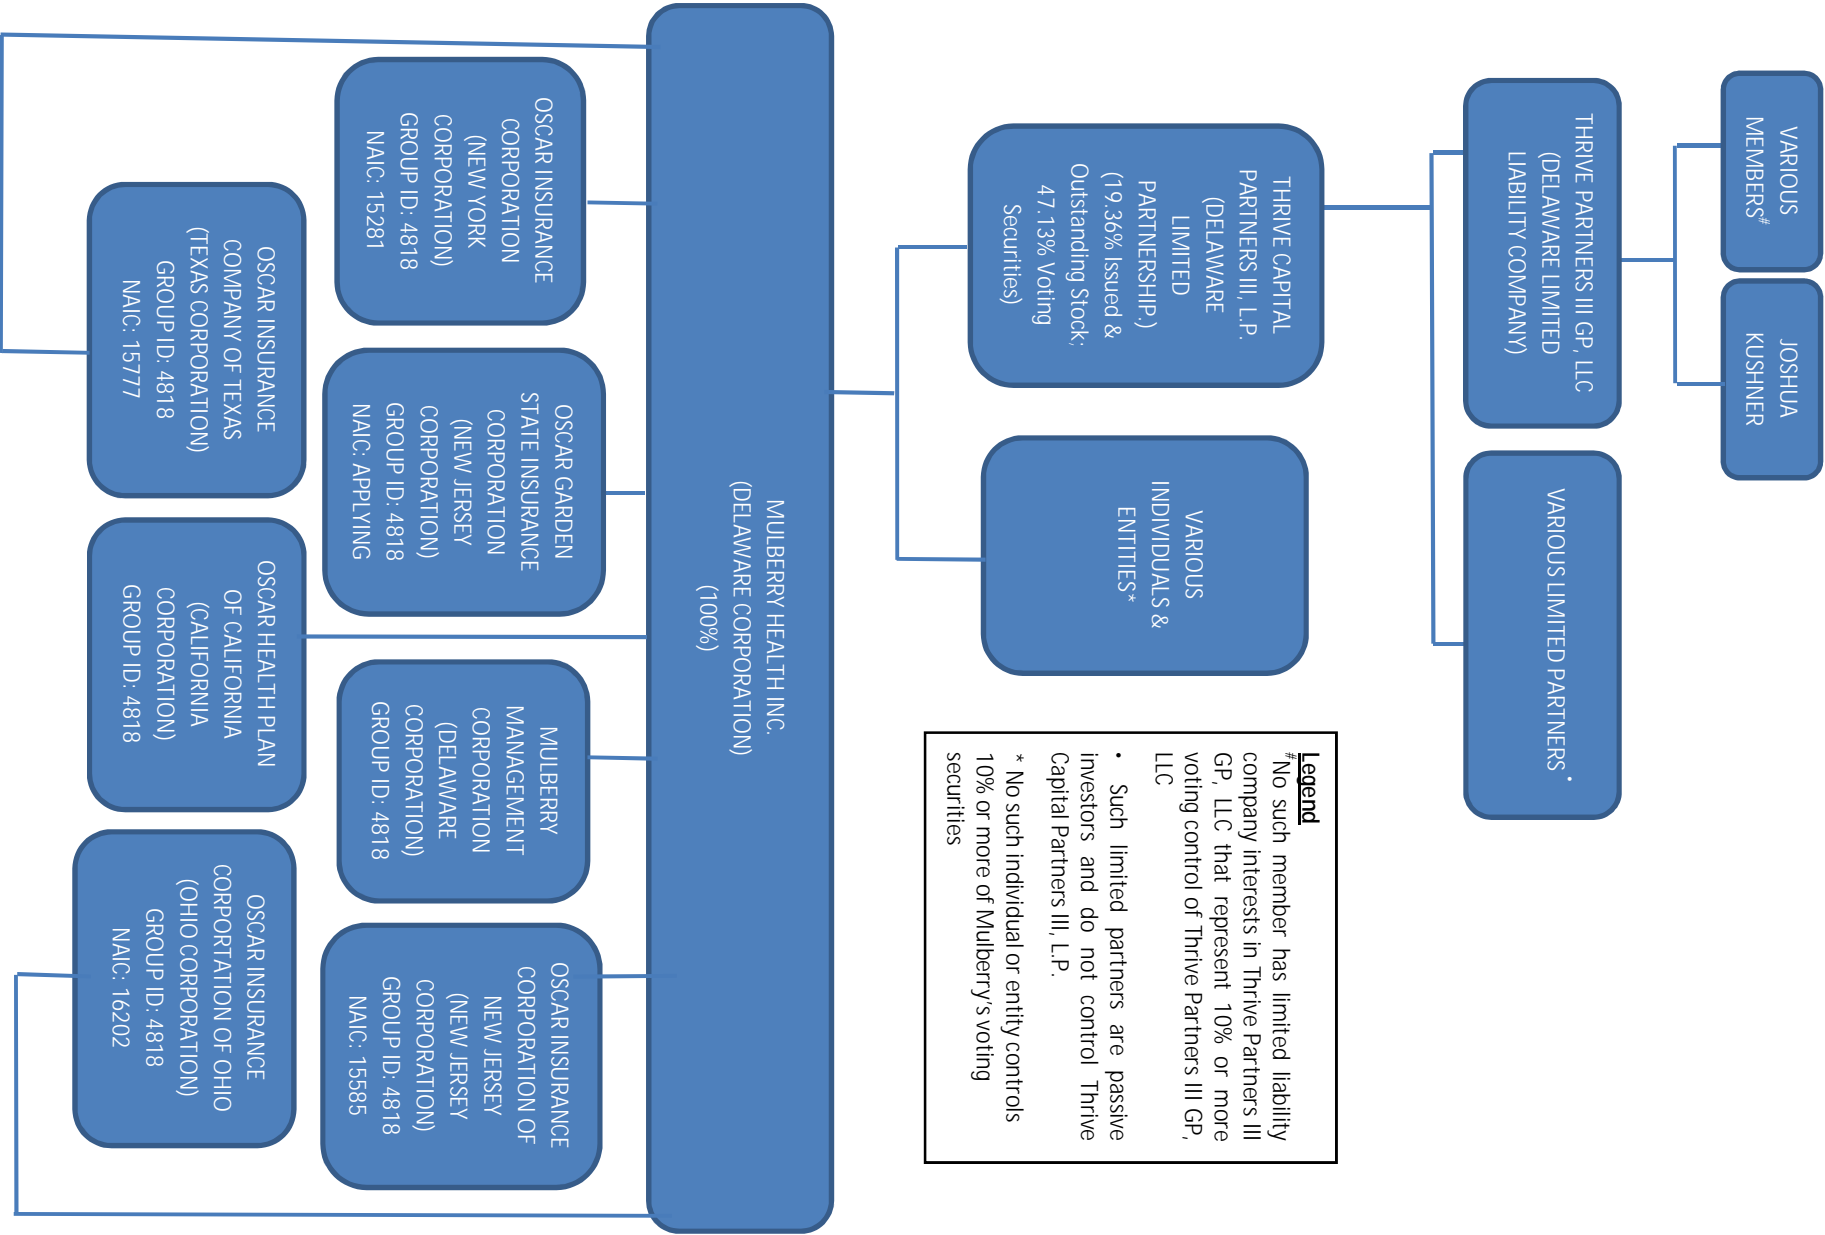 VARIOUS
MEMBERS#
JOSHUA
KUSHNER
THRIVE PARTNERS III GP, LLC
(DELAWARE LIMITED
LIABILITY COMPANY)
VARIOUS LIMITED PARTNERS •
THRIVE CAPITAL
PARTNERS III, L.P.
(DELAWARE
LIMITED
PARTNERSHIP.)
(19.36% Issued &
Outstanding Stock;
47.13% Voting
Securities)
VARIOUS
INDIVIDUALS &
ENTITIES*
Legend
#No such member has limited liability
company interests in Thrive Partners III
GP, LLC that represent 10% or more
voting control of Thrive Partners III GP,
LLC
• Such limited partners are passive
investors and do not control Thrive
Capital Partners III, L.P.
* No such individual or entity controls
10% or more of Mulberry's voting
securities
MULBERRY HEALTH INC.
(DELAWARE CORPORATION)
(100%)
OSCAR INSURANCE
CORPORATION
(NEW YORK
CORPORATION)
GROUP ID: 4818
NAIC: 15281
OSCAR GARDEN
STATE INSURANCE
CORPORATION
(NEW JERSEY
CORPORATION)
GROUP ID: 4818
NAIC: APPLYING
MULBERRY
MANAGEMENT
CORPORATION
(DELAWARE
CORPORATION)
GROUP ID: 4818
OSCAR INSURANCE
CORPORATION OF
NEW JERSEY
(NEW JERSEY
CORPORATION)
GROUP ID: 4818
NAIC: 15585
OSCAR INSURANCE
COMPANY OF TEXAS
(TEXAS CORPORATION)
GROUP ID: 4818
NAIC: 15777
OSCAR HEALTH PLAN
OF CALIFORNIA
(CALIFORNIA
CORPORATION)
GROUP ID: 4818
OSCAR INSURANCE
CORPORTATION OF OHIO
(OHIO CORPORATION)
GROUP ID: 4818
NAIC: 16202